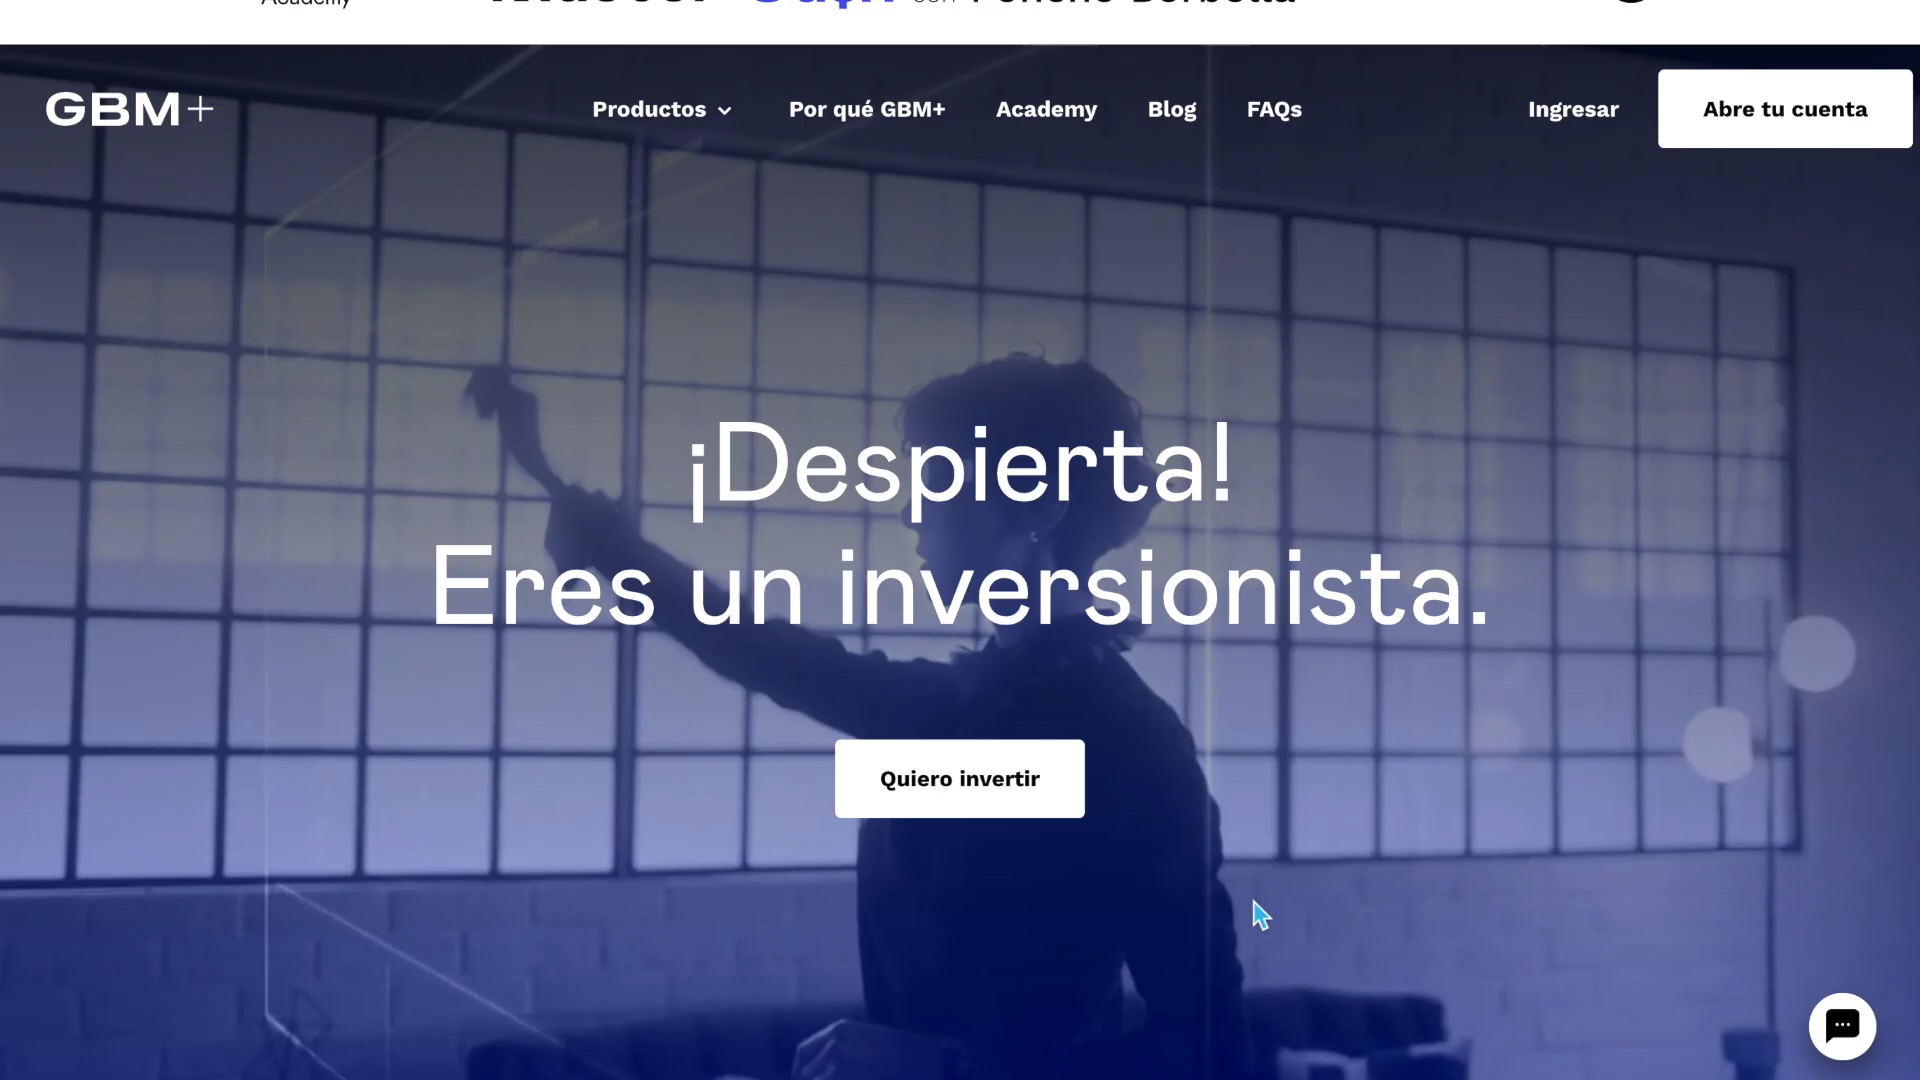 GBM+
Productos
Por qué GBM+
Academy
Blog
FAQs
Ingresar
Abre tu cuenta
¡Despierta!
Eres un inversionista.
Quiero invertir